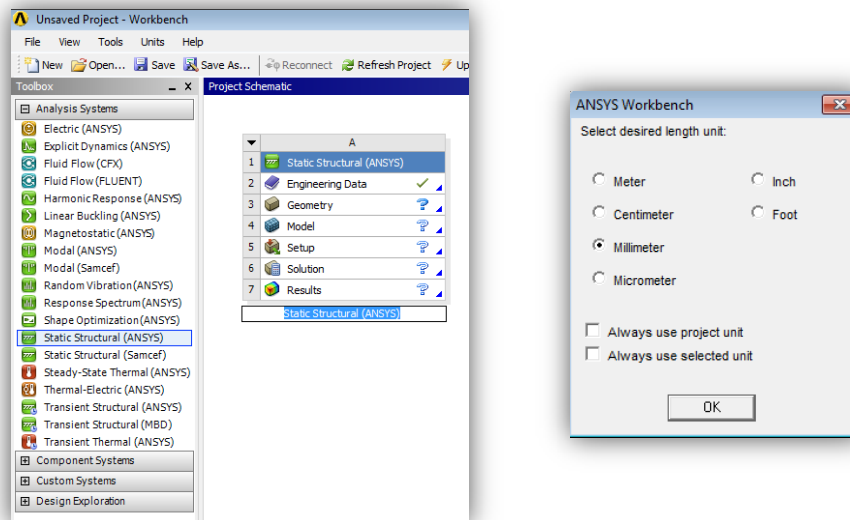 Unsaved Project - Workbench
File View Tools Units Help
New Open... Save Save As... Reconnect Refresh Project Up
Toolbox
Project Schematic
Analysis Systems
Electric (ANSYS)
Explicit Dynamics (ANSYS)
Fluid Flow (CFX)
Fluid Flow (FLUENT)
Harmonic Response (ANSYS)
Linear Buckling (ANSYS)
Magnetostatic (ANSYS)
Modal (ANSYS)
Modal (Samcef)
Random Vibration (ANSYS)
Response Spectrum (ANSYS)
Shape Optimization (ANSYS)
Static Structural (ANSYS)
Static Structural (Samcef)
Steady-State Thermal (ANSYS)
Thermal-Electric (ANSYS)
Transient Structural (ANSYS)
Transient Structural (MBD)
Transient Thermal (ANSYS)
Component Systems
Custom Systems
Design Exploration
A
1 Static Structural (ANSYS)
2 Engineering Data
3 Geometry ?
4 Model ?
5 Setup ?
6 Solution ?
7 Results ?
Static Structural (ANSYS)
ANSYS Workbench
Select desired length unit:
Meter Inch
Centimeter Foot
Millimeter
Micrometer
Always use project unit
Always use selected unit
OK